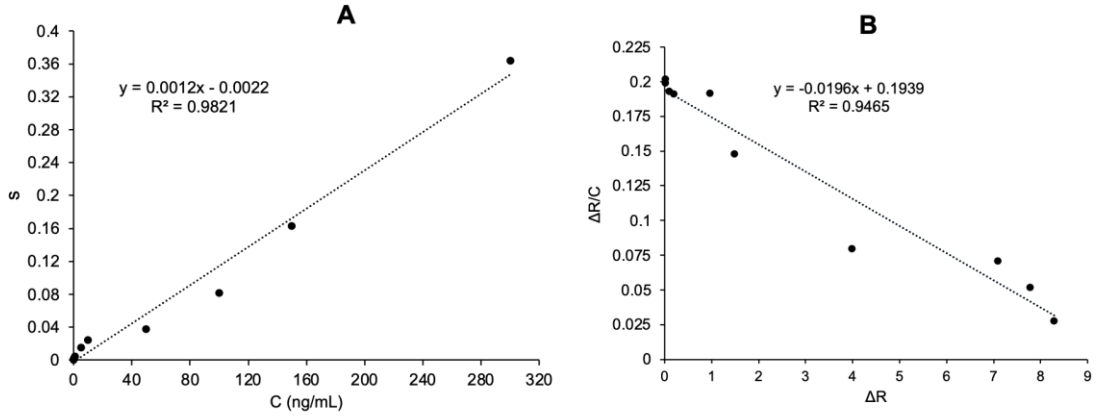 A
0.4
0.36
0.32
0.28
0.24
0.2
0.16
0.12
0.08
0.04
0
s
y = 0.0012x - 0.0022
R² = 0.9821
0 40 80 120 160 200 240 280 320
C (ng/mL)
B
0.225
0.2
0.175
0.15
0.125
0.1
0.075
0.05
0.025
0
ΔR/C
y = -0.0196x + 0.1939
R² = 0.9465
0 1 2 3 4 5 6 7 8 9
ΔR